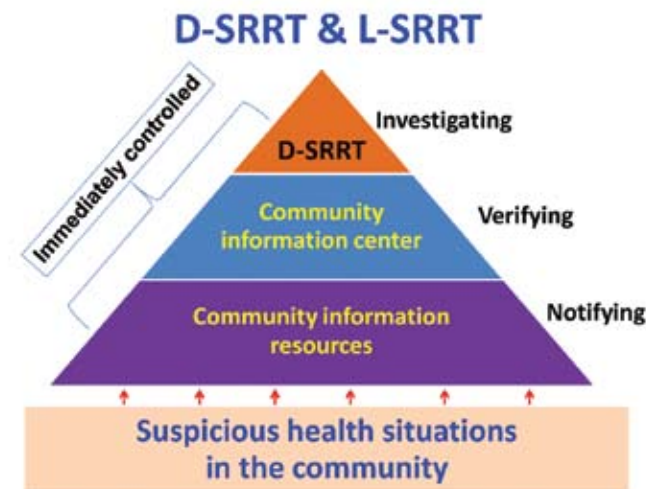 D-SRRT & L-SRRT
Immediately controlled
Investigating
D-SRRT
Community
information center
Verifying
Community information
resources
Notifying
Suspicious health situations
in the community